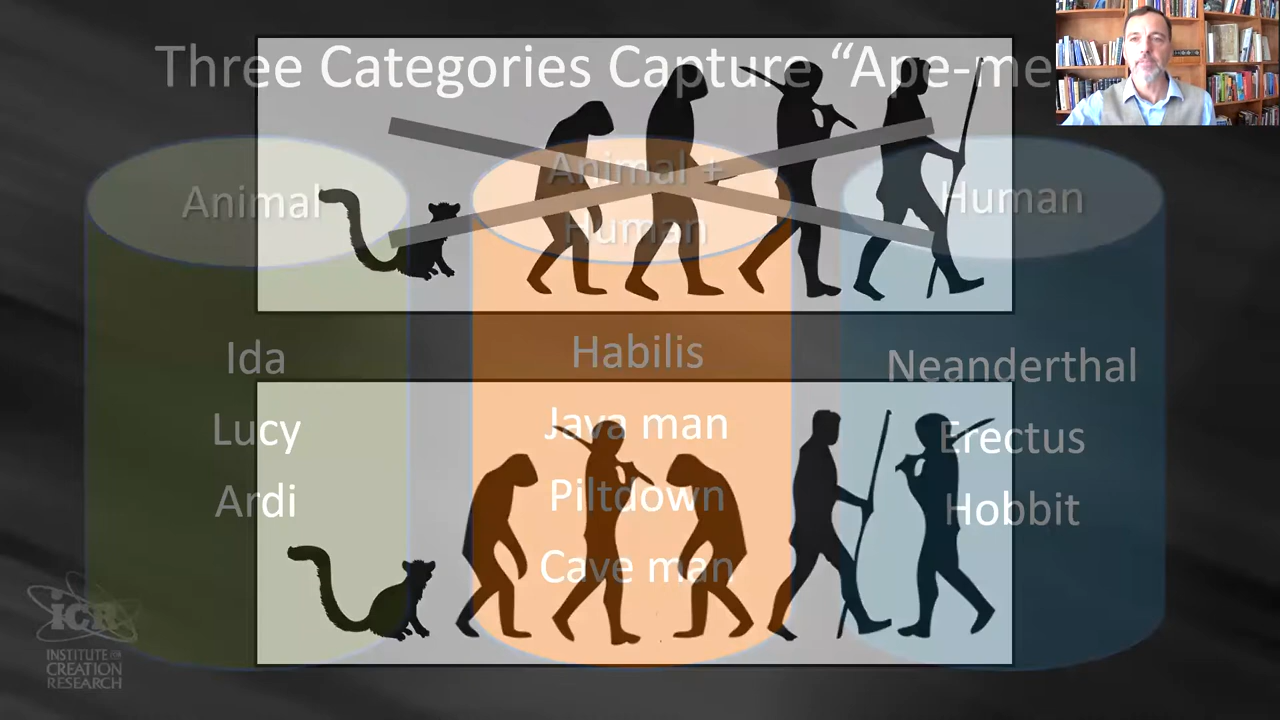 Three Categories Capture “Ape-me
Animal
Animal +
Human
Human
Ida
Lucy
Ardi
Habilis
Java man
Piltdown
Cave man
Neanderthal
Erectus
Hobbit
icr
INSTITUTE FOR
CREATION
RESEARCH